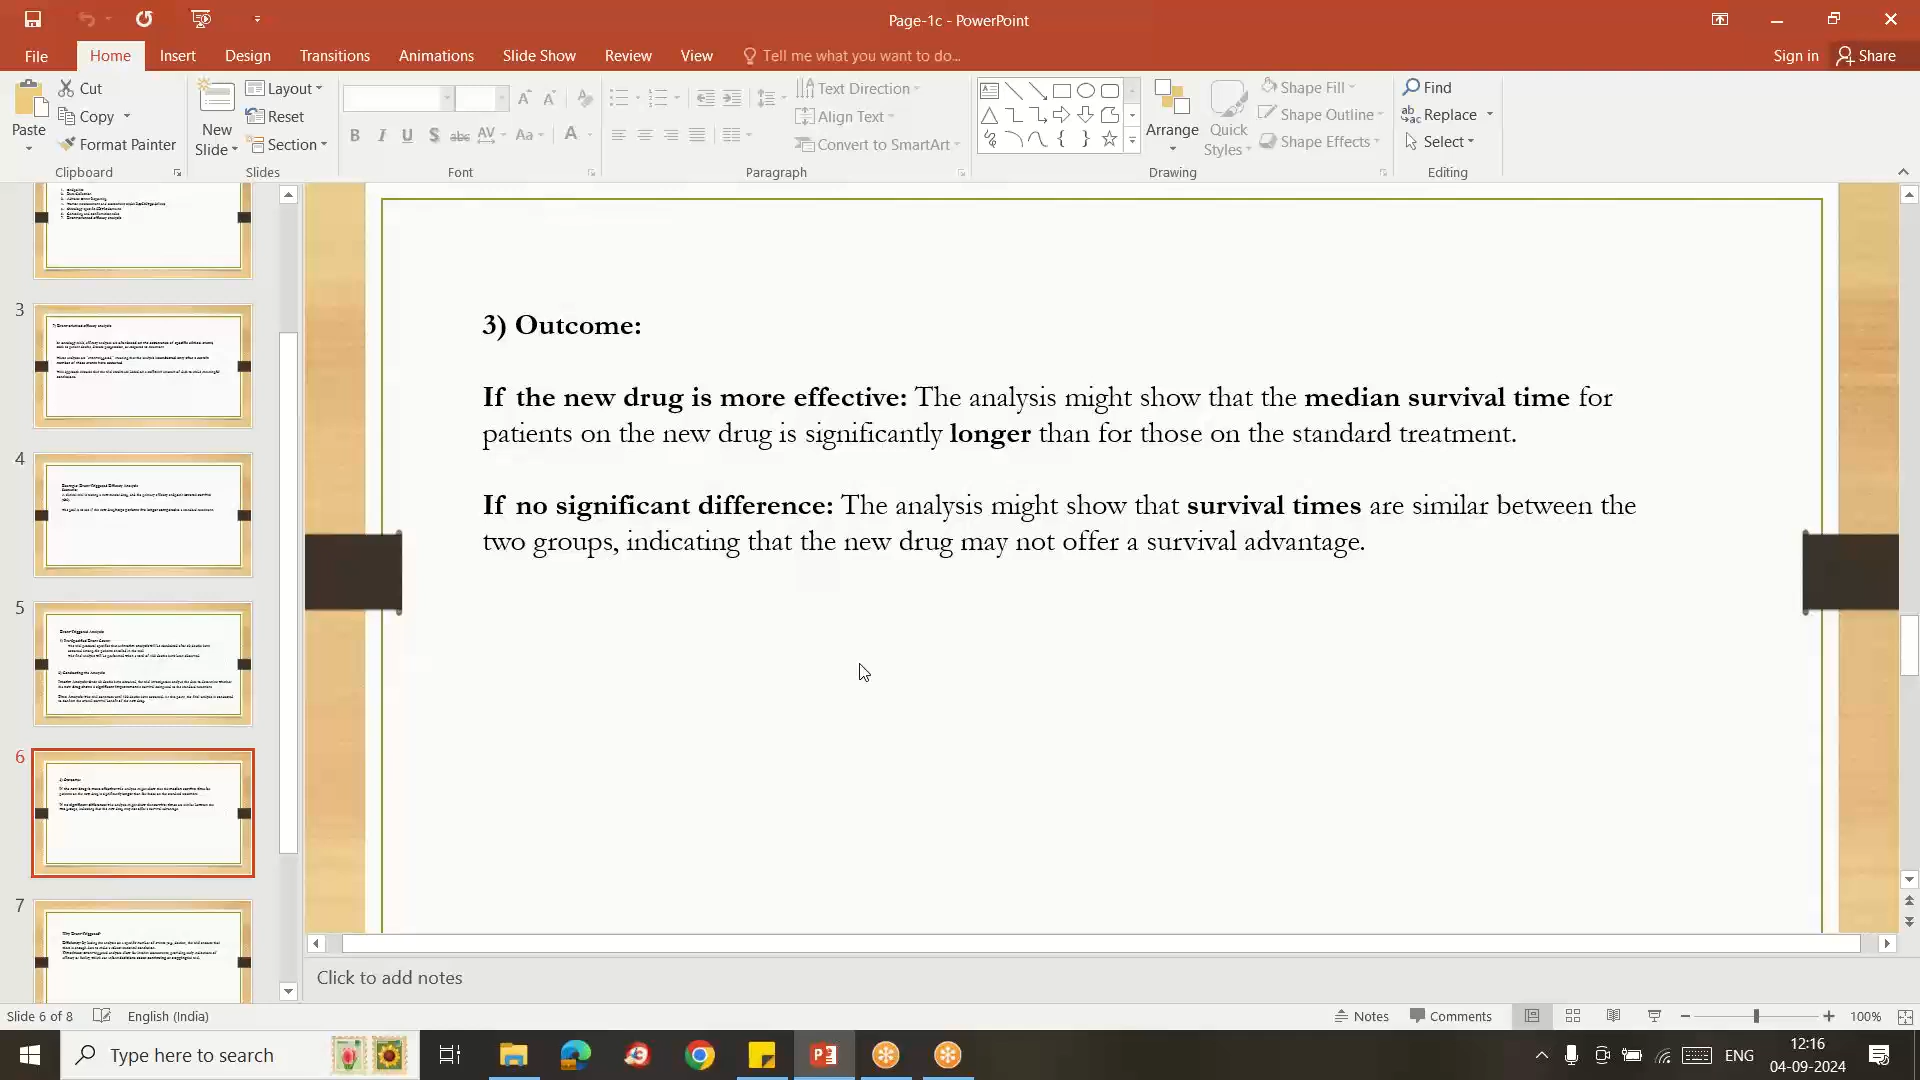 Page-1c - PowerPoint
File Home Insert Design Transitions Animations Slide Show Review View Tell me what you want to do... Sign in Share
Paste Cut Copy Format Painter Clipboard
New Slide Layout Reset Section Slides
Font
Text Direction Align Text Convert to SmartArt Paragraph
Arrange Quick Styles Shape Fill Shape Outline Shape Effects Drawing
Find Replace Select Editing
3
4
5
6
7
3) Outcome:
If the new drug is more effective: The analysis might show that the median survival time for
patients on the new drug is significantly longer than for those on the standard treatment.
If no significant difference: The analysis might show that survival times are similar between the
two groups, indicating that the new drug may not offer a survival advantage.
Click to add notes
Slide 6 of 8 English (India) Notes Comments 100%
Type here to search ENG 12:16
04-09-2024